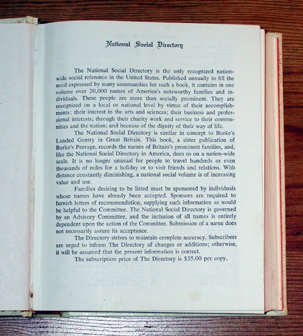 National Social Directory
The National Social Directory is the only recognized nation-
wide social reference in the United States. Published annually to fill the
need expressed by many communities for such a book, it contains in one
volume over 20,000 names of America's noteworthy families and in-
dividuals. These people are more than socially prominent. They are
recognized on a local or national level by virtue of their accomplish-
ments: their interest in the arts and sciences; their business and profes-
sional interests; through their charity work and service to their commu-
nities and the nation; and because of the dignity of their way of life.
The National Social Directory is similar in concept to Burke's
Landed Gentry in Great Britain. This book, a sister publication of
Burke's Peerage, records the names of Britain's prominent families, and,
like the National Social Directory in America, does so on a nation-wide
scale. It is no longer unusual for people to travel hundreds or even
thousands of miles for a holiday or to visit friends and relations. With
distance constantly diminishing, a national social volume is of increasing
value and use.
Families desiring to be listed must be sponsored by individuals
whose names have already been accepted. Sponsors are required to
furnish letters of recommendation, supplying such information as would
be helpful to the Committee. The National Social Directory is governed
by an Advisory Committee, and the inclusion of all names is entirely
dependent upon the action of the Committee. Submission of a name does
not necessarily assure its acceptance.
The Directory strives to maintain complete accuracy. Subscribers
are urged to inform The Directory of changes or additions; otherwise,
it will be assumed that the present information is correct.
The subscription price of The Directory is $35.00 per copy.